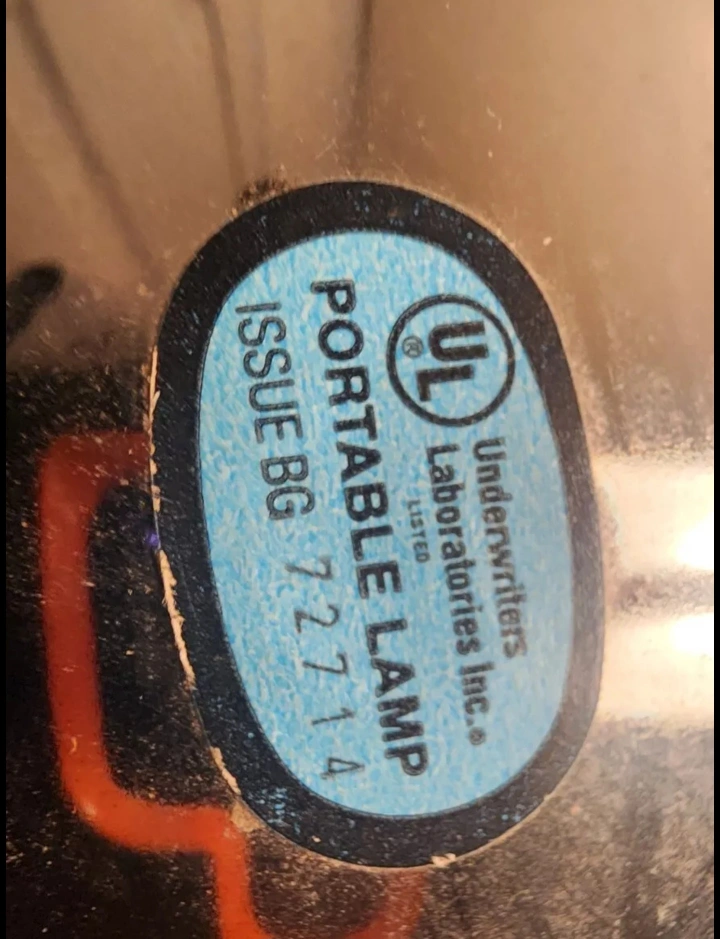 UL ®
Underwriters
Laboratories Inc.®
LISTED
PORTABLE LAMP
ISSUE BG 72714